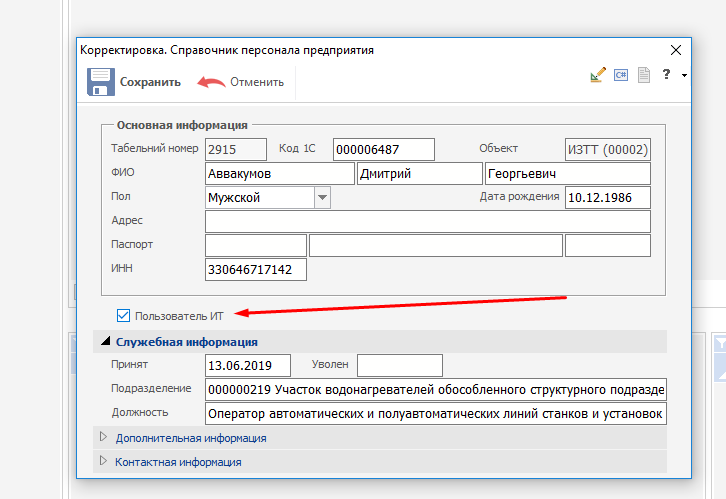 Корректировка. Справочник персонала предприятия
Сохранить Отменить C# ?
Основная информация
Табельний номер 2915 Код 1С 000006487 Объект ИЗТТ (00002)
ФИО Аввакумов Дмитрий Георгьевич
Пол Мужской Дата рождения 10.12.1986
Адрес
Паспорт
ИНН 330646717142
Пользователь ИТ
Служебная информация
Принят 13.06.2019 Уволен
Подразделение 000000219 Участок водонагревателей обособленного структурного подразде
Должность Оператор автоматических и полуавтоматических линий станков и установок
Дополнительная информация
Контактная информация